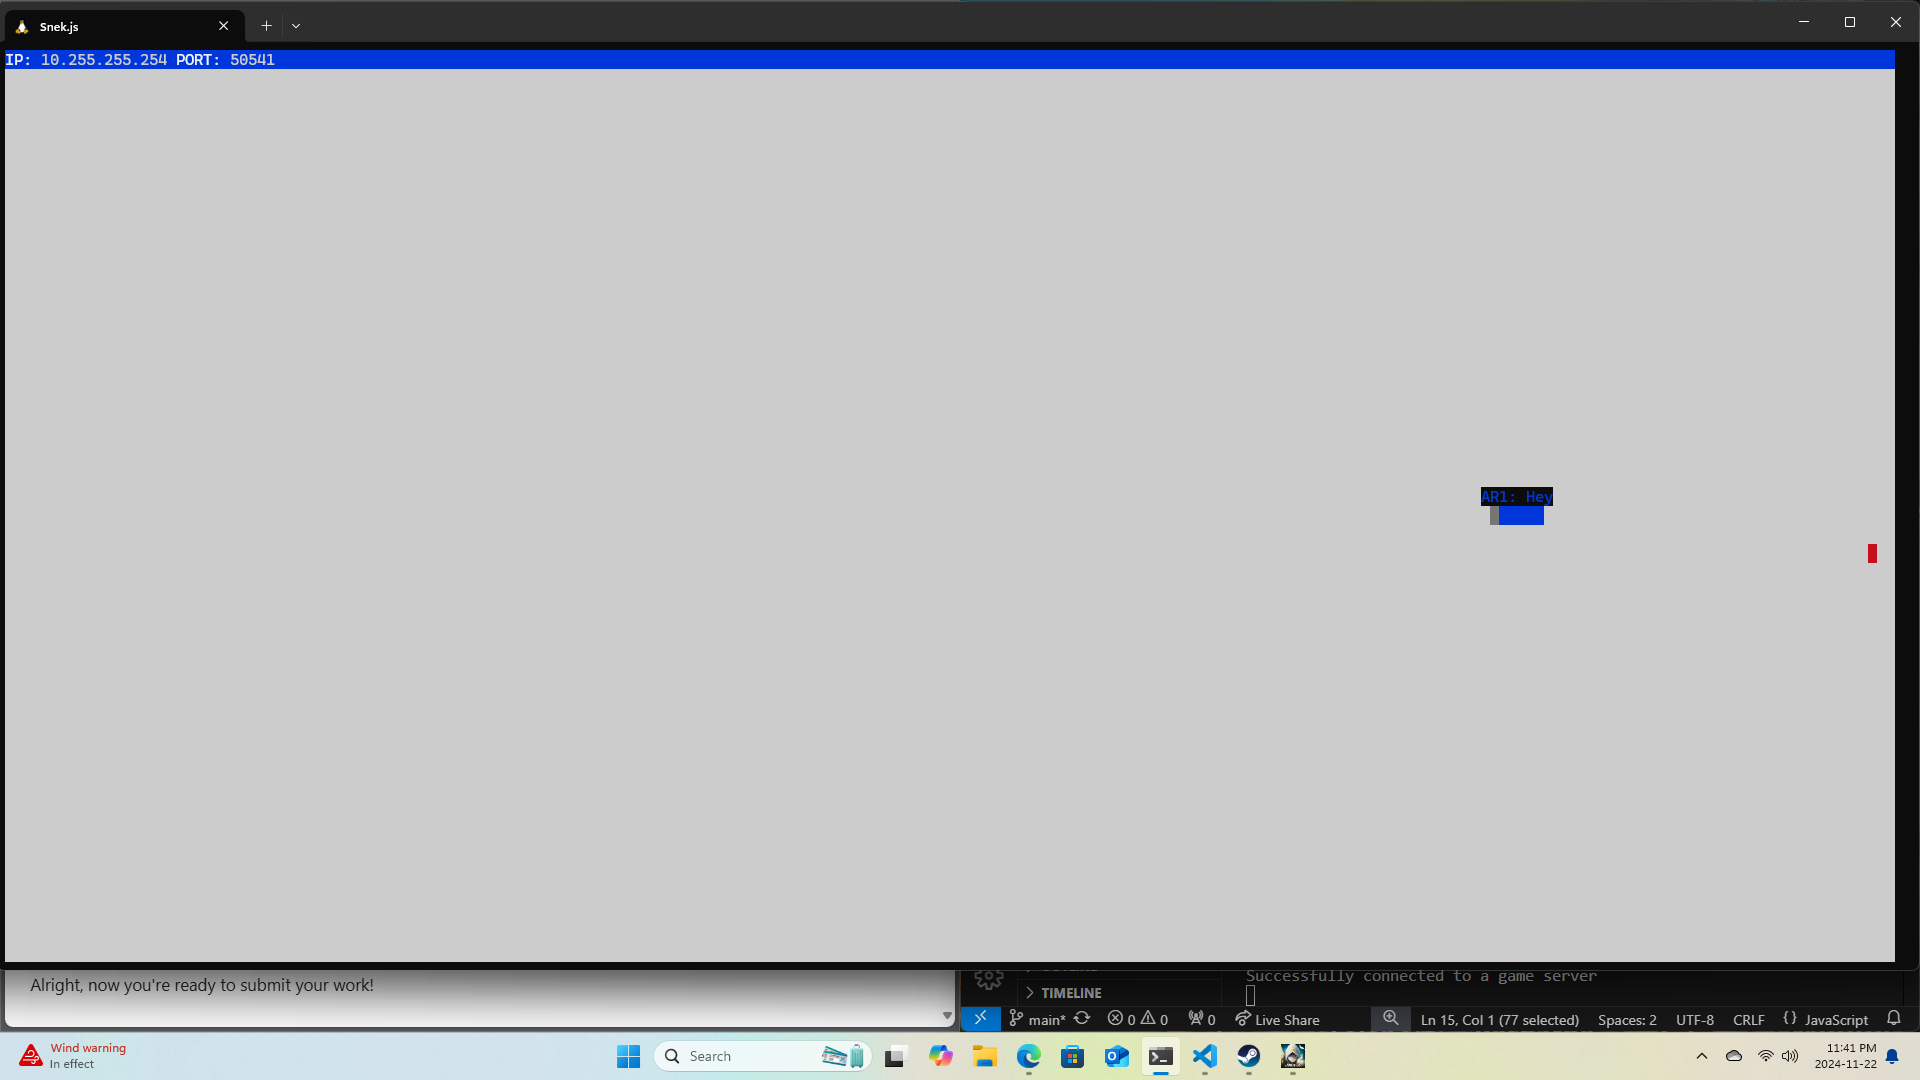 Snek.js
IP: 10.255.255.254 PORT: 50541
AR1: Hey
Alright, now you're ready to submit your work!
Successfully connected to a game server
TIMELINE
main* 0 0 0 Live Share Ln 15, Col 1 (77 selected) Spaces: 2 UTF-8 CRLF {} JavaScript
Wind warning
In effect
Search
11:41 PM
2024-11-22